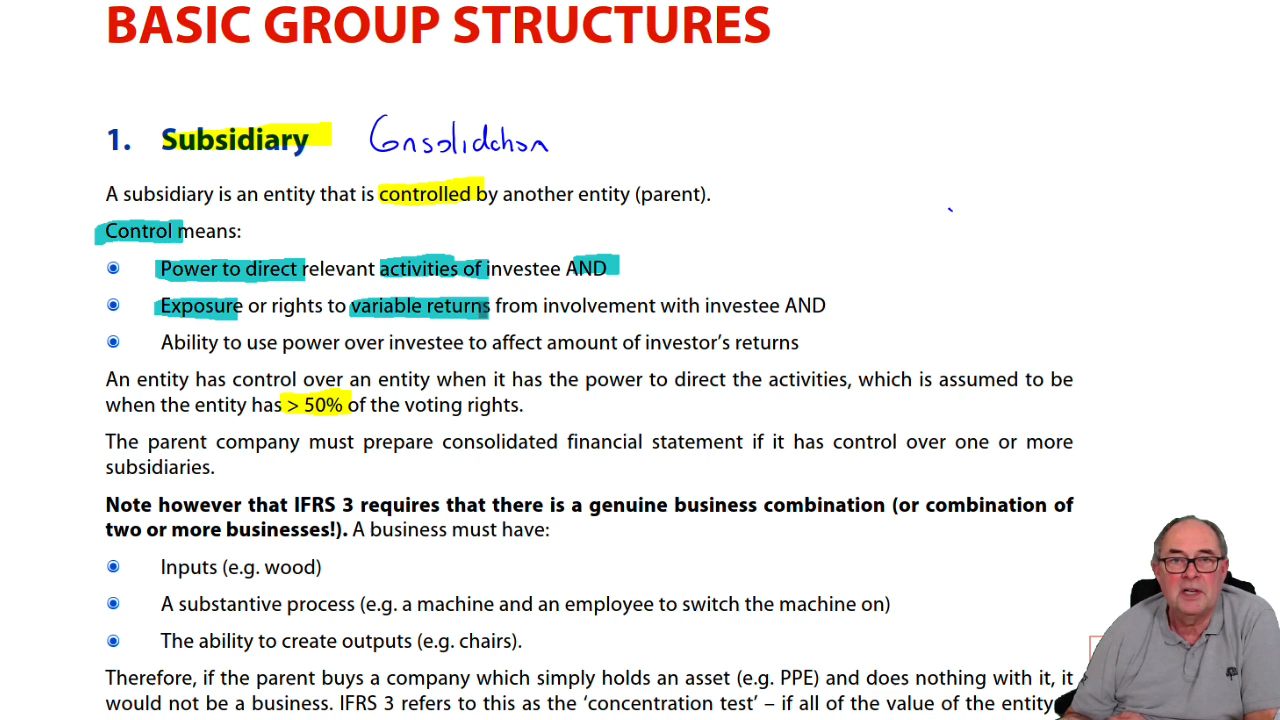 BASIC GROUP STRUCTURES
1. Subsidiary Consolidation
A subsidiary is an entity that is controlled by another entity (parent).
Control means:
Power to direct relevant activities of investee AND
Exposure or rights to variable returns from involvement with investee AND
Ability to use power over investee to affect amount of investor's returns
An entity has control over an entity when it has the power to direct the activities, which is assumed to be
when the entity has > 50% of the voting rights.
The parent company must prepare consolidated financial statement if it has control over one or more
subsidiaries.
Note however that IFRS 3 requires that there is a genuine business combination (or combination of
two or more businesses!). A business must have:
Inputs (e.g. wood)
A substantive process (e.g. a machine and an employee to switch the machine on)
The ability to create outputs (e.g. chairs).
Therefore, if the parent buys a company which simply holds an asset (e.g. PPE) and does nothing with it, it
would not be a business. IFRS 3 refers to this as the ‘concentration test’ – if all of the value of the entity